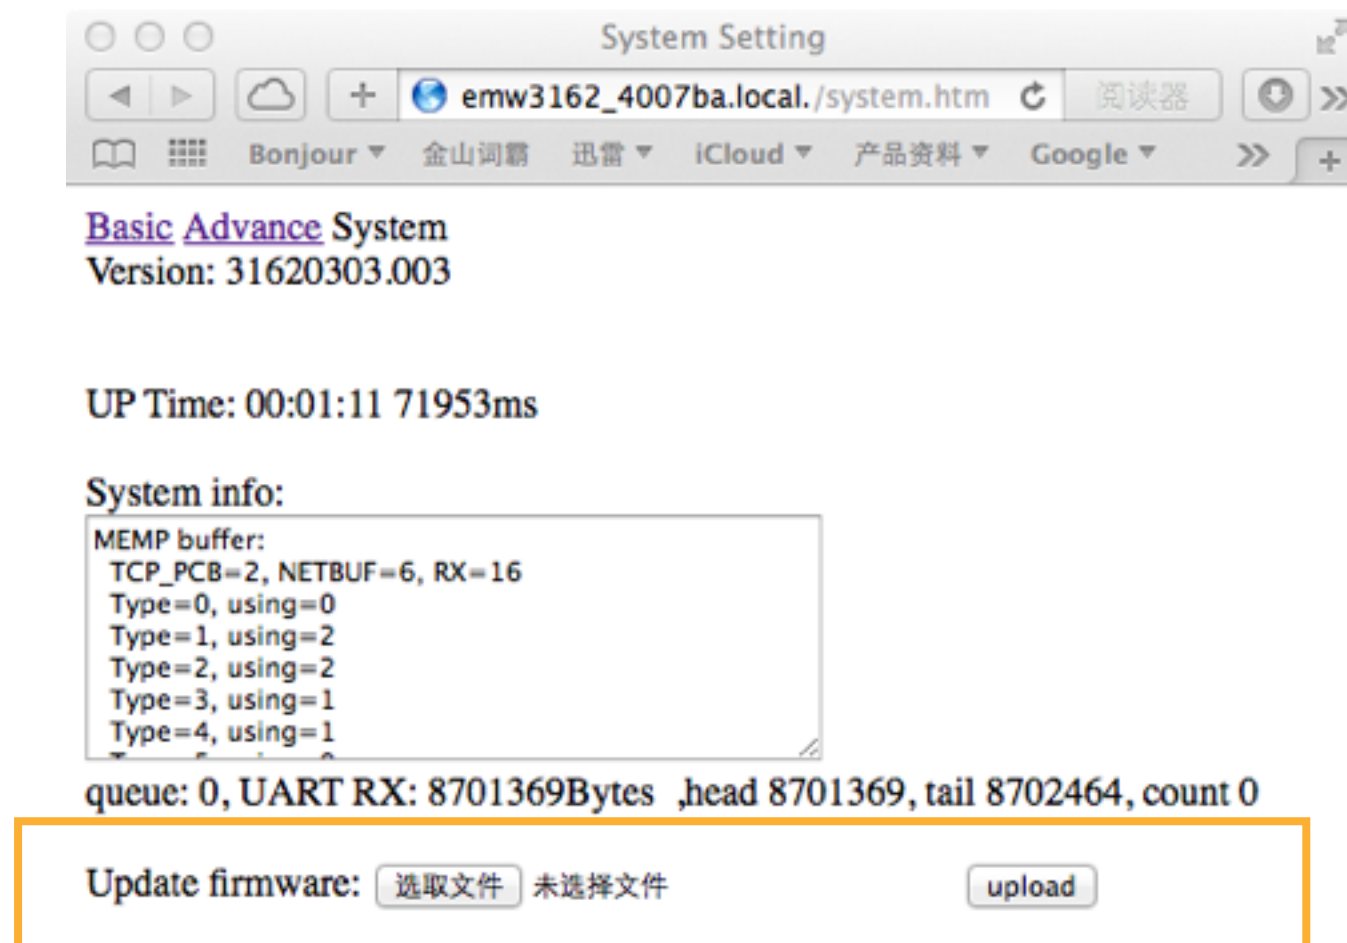 System Setting
emw3162_4007ba.local./system.htm 阅读器
Bonjour 金山词霸 迅雷 iCloud 产品资料 Google
Basic Advance System
Version: 31620303.003
UP Time: 00:01:11 71953ms
System info:
MEMP buffer:
TCP_PCB=2, NETBUF=6, RX=16
Type=0, using=0
Type=1, using=2
Type=2, using=2
Type=3, using=1
Type=4, using=1
queue: 0, UART RX: 8701369Bytes ,head 8701369, tail 8702464, count 0
Update firmware: 选取文件 未选择文件 upload